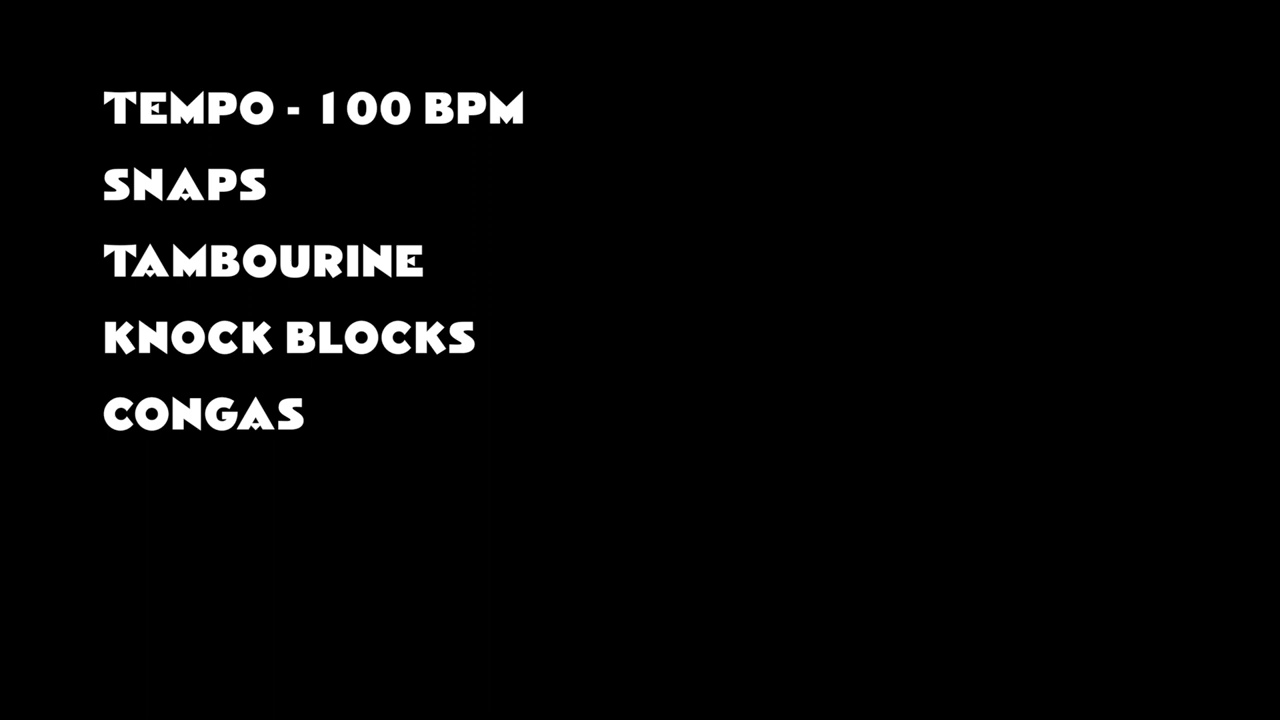 TEMPO - 100 BPM
SNAPS
TAMBOURINE
KNOCK BLOCKS
CONGAS